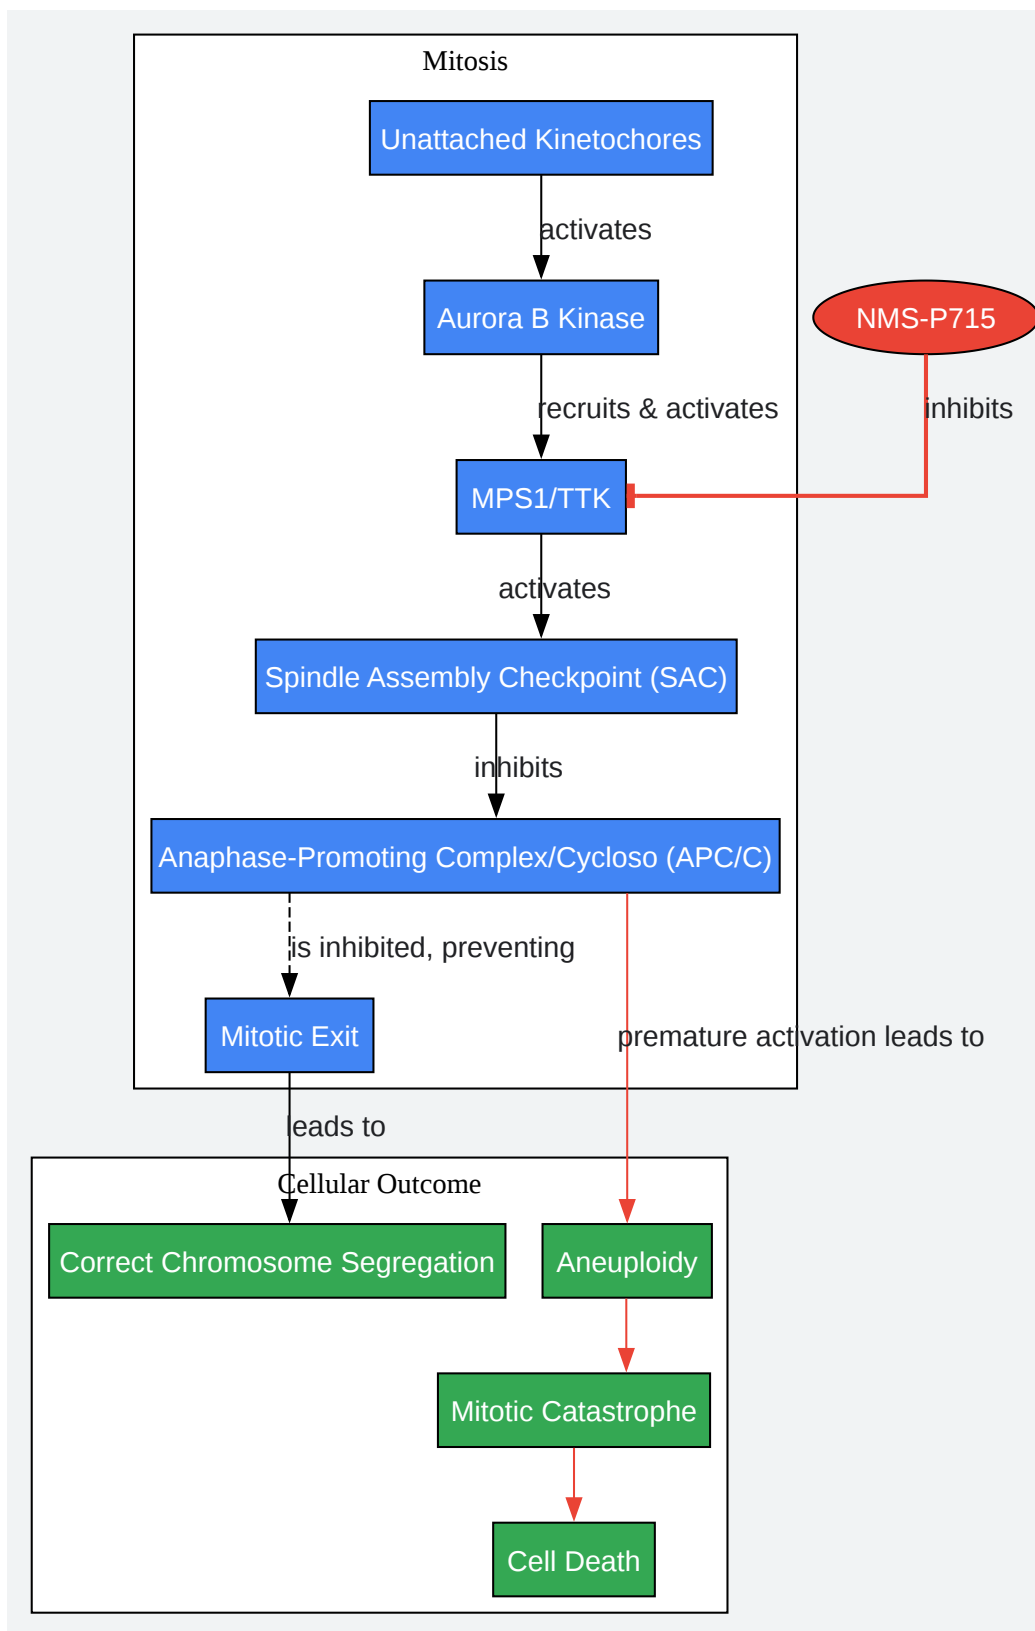 Mitosis
Unattached Kinetochores
activates
Aurora B Kinase
NMS-P715
recruits & activates
inhibits
MPS1/TTK
activates
Spindle Assembly Checkpoint (SAC)
inhibits
Anaphase-Promoting Complex/Cycloso (APC/C)
is inhibited, preventing
Mitotic Exit
premature activation leads to
leads to
Cellular Outcome
Correct Chromosome Segregation
Aneuploidy
Mitotic Catastrophe
Cell Death